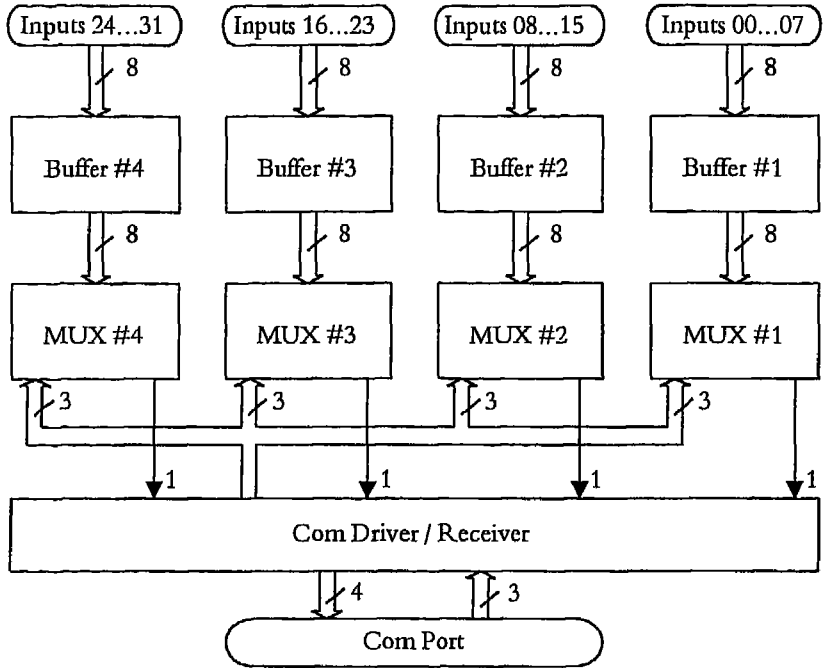 Inputs 24...31 Inputs 16...23 Inputs 08...15 Inputs 00...07
8 8 8 8
Buffer #4 Buffer #3 Buffer #2 Buffer #1
8 8 8 8
MUX #4 MUX #3 MUX #2 MUX #1
3 3 3 3
1 1 1 1
Com Driver / Receiver
4 3
Com Port